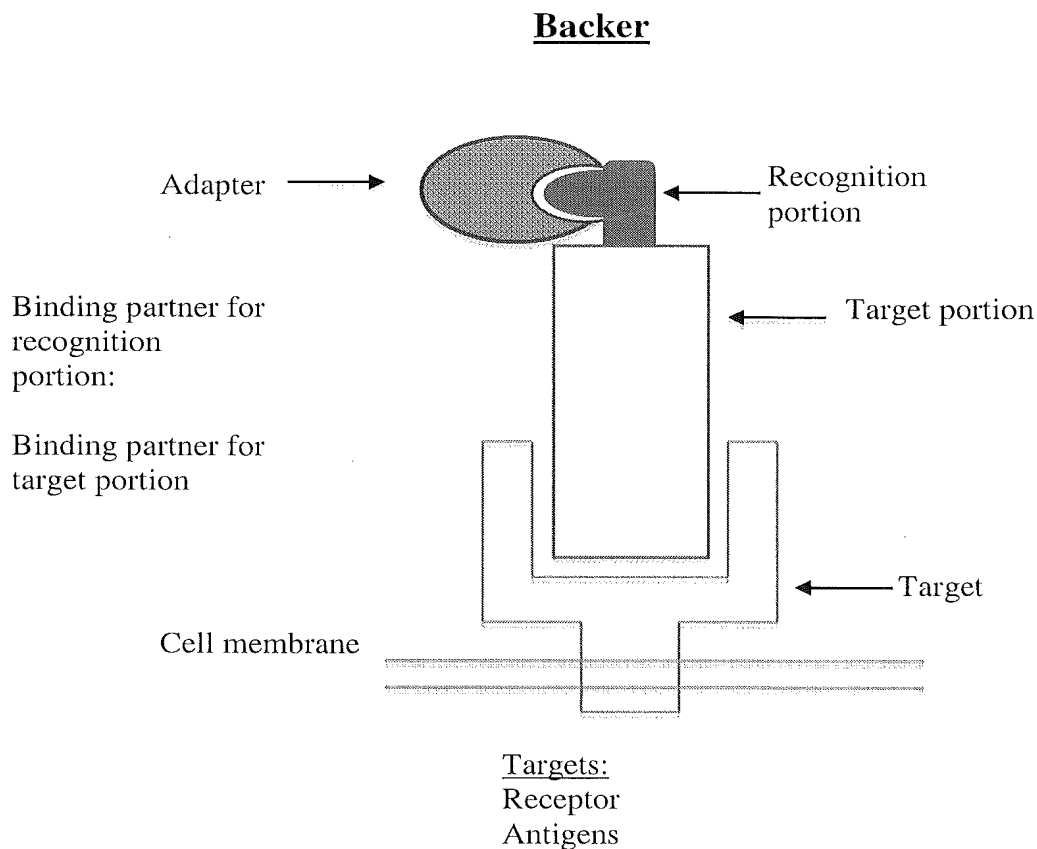 Backer
Adapter
Recognition
portion
Binding partner for
recognition
portion:
Target portion
Binding partner for
target portion
Target
Cell membrane
Targets:
Receptor
Antigens